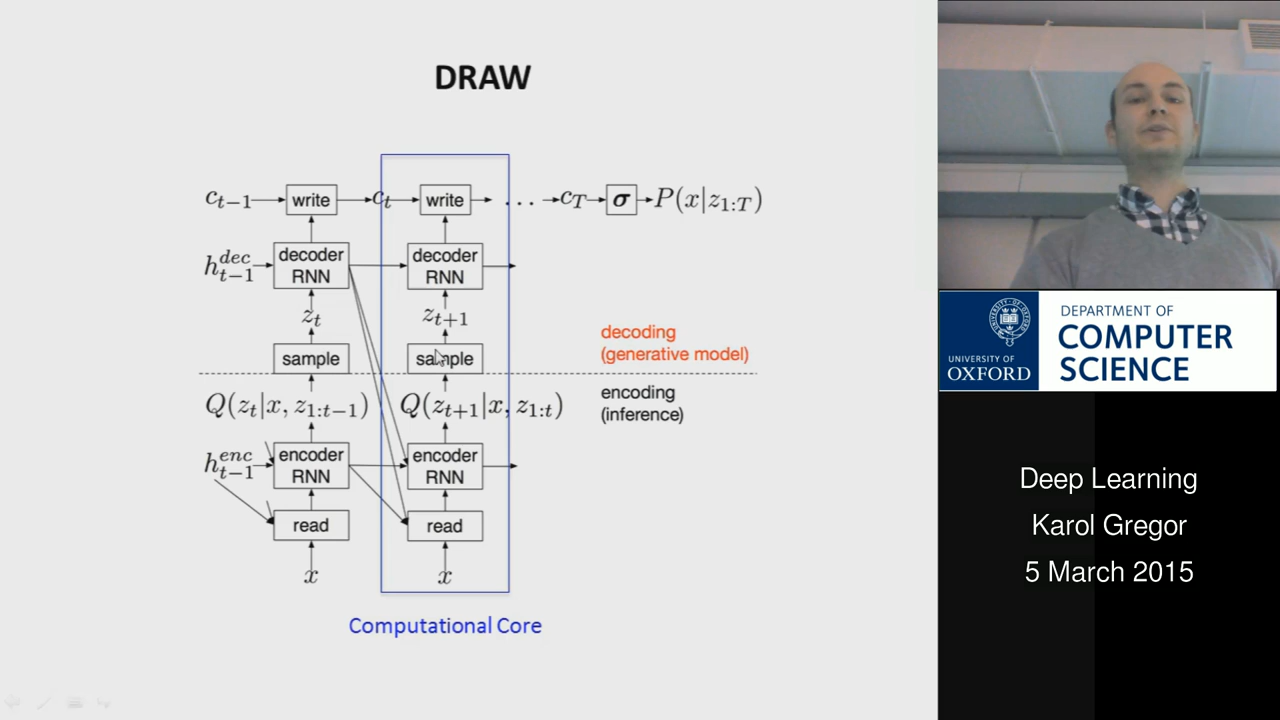 DRAW
c_{t-1} write c_t write ... c_T σ P(x|z_{1:T})
h^{dec}_{t-1} decoder RNN decoder RNN
z_t z_{t+1}
decoding
(generative model)
sample sample
encoding
(inference)
Q(z_t|x, z_{1:t-1}) Q(z_{t+1}|x, z_{1:t})
h^{enc}_{t-1} encoder RNN encoder RNN
read read
x x
Computational Core
UNIVERSITY OF
OXFORD
DEPARTMENT OF
COMPUTER
SCIENCE
Deep Learning
Karol Gregor
5 March 2015